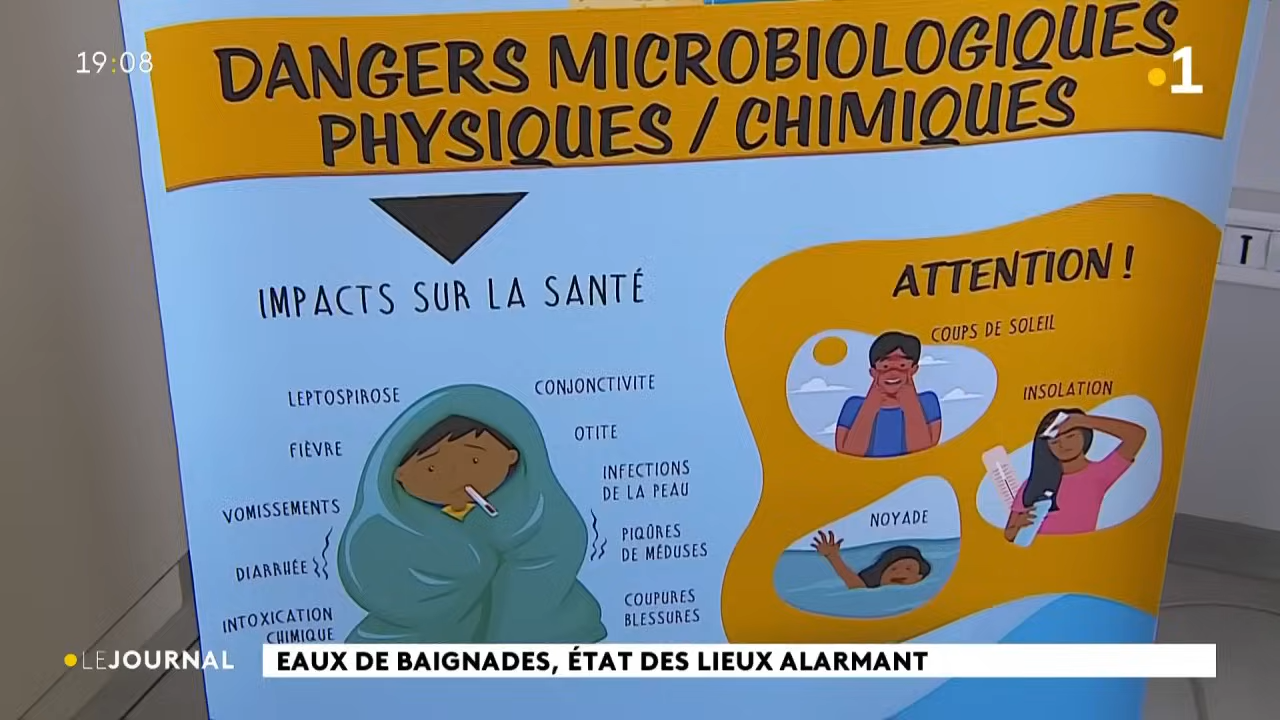 19:08
1
DANGERS MICROBIOLOGIQUES
PHYSIQUES / CHIMIQUES
T
IMPACTS SUR LA SANTÉ
LEPTOSPIROSE
FIÈVRE
VOMISSEMENTS
DIARRHÉE
INTOXICATION
CHIMIQUE
CONJONCTIVITE
OTITE
INFECTIONS
DE LA PEAU
PIQÛRES
DE MÉDUSES
COUPURES
BLESSURES
ATTENTION !
COUPS DE SOLEIL
INSOLATION
NOYADE
LEJOURNAL
EAUX DE BAIGNADES, ÉTAT DES LIEUX ALARMANT